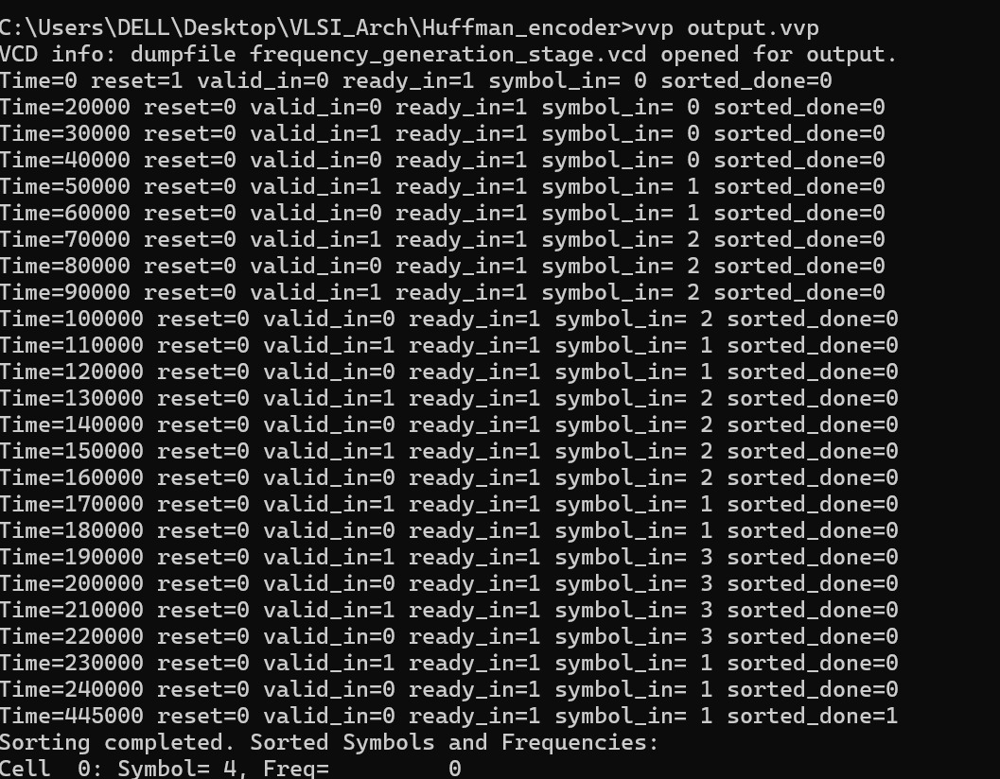 C:\Users\DELL\Desktop\VLSI_Arch\Huffman_encoder>vvp output.vvp
VCD info: dumpfile frequency_generation_stage.vcd opened for output.
Time=0 reset=1 valid_in=0 ready_in=1 symbol_in= 0 sorted_done=0
Time=20000 reset=0 valid_in=0 ready_in=1 symbol_in= 0 sorted_done=0
Time=30000 reset=0 valid_in=1 ready_in=1 symbol_in= 0 sorted_done=0
Time=40000 reset=0 valid_in=0 ready_in=1 symbol_in= 0 sorted_done=0
Time=50000 reset=0 valid_in=1 ready_in=1 symbol_in= 1 sorted_done=0
Time=60000 reset=0 valid_in=0 ready_in=1 symbol_in= 1 sorted_done=0
Time=70000 reset=0 valid_in=1 ready_in=1 symbol_in= 2 sorted_done=0
Time=80000 reset=0 valid_in=0 ready_in=1 symbol_in= 2 sorted_done=0
Time=90000 reset=0 valid_in=1 ready_in=1 symbol_in= 2 sorted_done=0
Time=100000 reset=0 valid_in=0 ready_in=1 symbol_in= 2 sorted_done=0
Time=110000 reset=0 valid_in=1 ready_in=1 symbol_in= 1 sorted_done=0
Time=120000 reset=0 valid_in=0 ready_in=1 symbol_in= 1 sorted_done=0
Time=130000 reset=0 valid_in=1 ready_in=1 symbol_in= 2 sorted_done=0
Time=140000 reset=0 valid_in=0 ready_in=1 symbol_in= 2 sorted_done=0
Time=150000 reset=0 valid_in=1 ready_in=1 symbol_in= 2 sorted_done=0
Time=160000 reset=0 valid_in=0 ready_in=1 symbol_in= 2 sorted_done=0
Time=170000 reset=0 valid_in=1 ready_in=1 symbol_in= 1 sorted_done=0
Time=180000 reset=0 valid_in=0 ready_in=1 symbol_in= 1 sorted_done=0
Time=190000 reset=0 valid_in=1 ready_in=1 symbol_in= 3 sorted_done=0
Time=200000 reset=0 valid_in=0 ready_in=1 symbol_in= 3 sorted_done=0
Time=210000 reset=0 valid_in=1 ready_in=1 symbol_in= 3 sorted_done=0
Time=220000 reset=0 valid_in=0 ready_in=1 symbol_in= 3 sorted_done=0
Time=230000 reset=0 valid_in=1 ready_in=1 symbol_in= 1 sorted_done=0
Time=240000 reset=0 valid_in=0 ready_in=1 symbol_in= 1 sorted_done=0
Time=445000 reset=0 valid_in=0 ready_in=1 symbol_in= 1 sorted_done=1
Sorting completed. Sorted Symbols and Frequencies:
Cell  0: Symbol= 4, Freq=         0